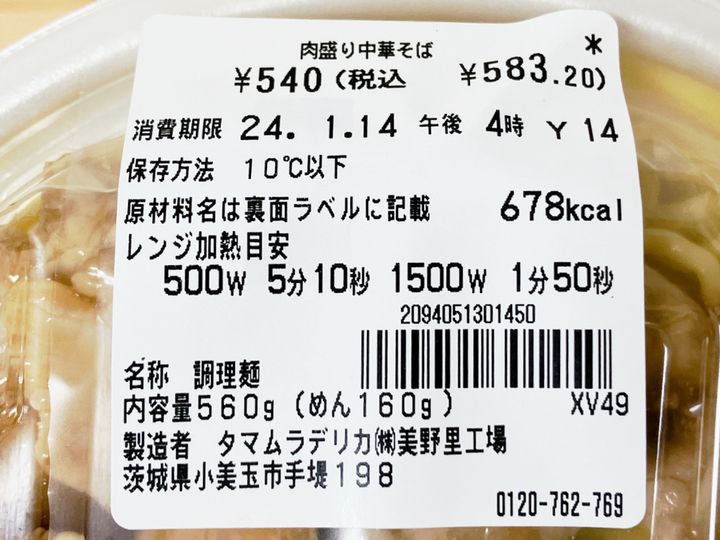 肉盛り中華そば *
¥540(税込 ¥583.20)
消費期限 24. 1.14 午後 4時 Y 14
保存方法 10℃以下
原材料名は裏面ラベルに記載 678kcal
レンジ加熱目安
500W 5分10秒 1500W 1分50秒
2094051301450
名称 調理麺
内容量560g(めん160g) XV49
製造者 タマムラデリカ㈱美野里工場
茨城県小美玉市手堤198
0120-762-769